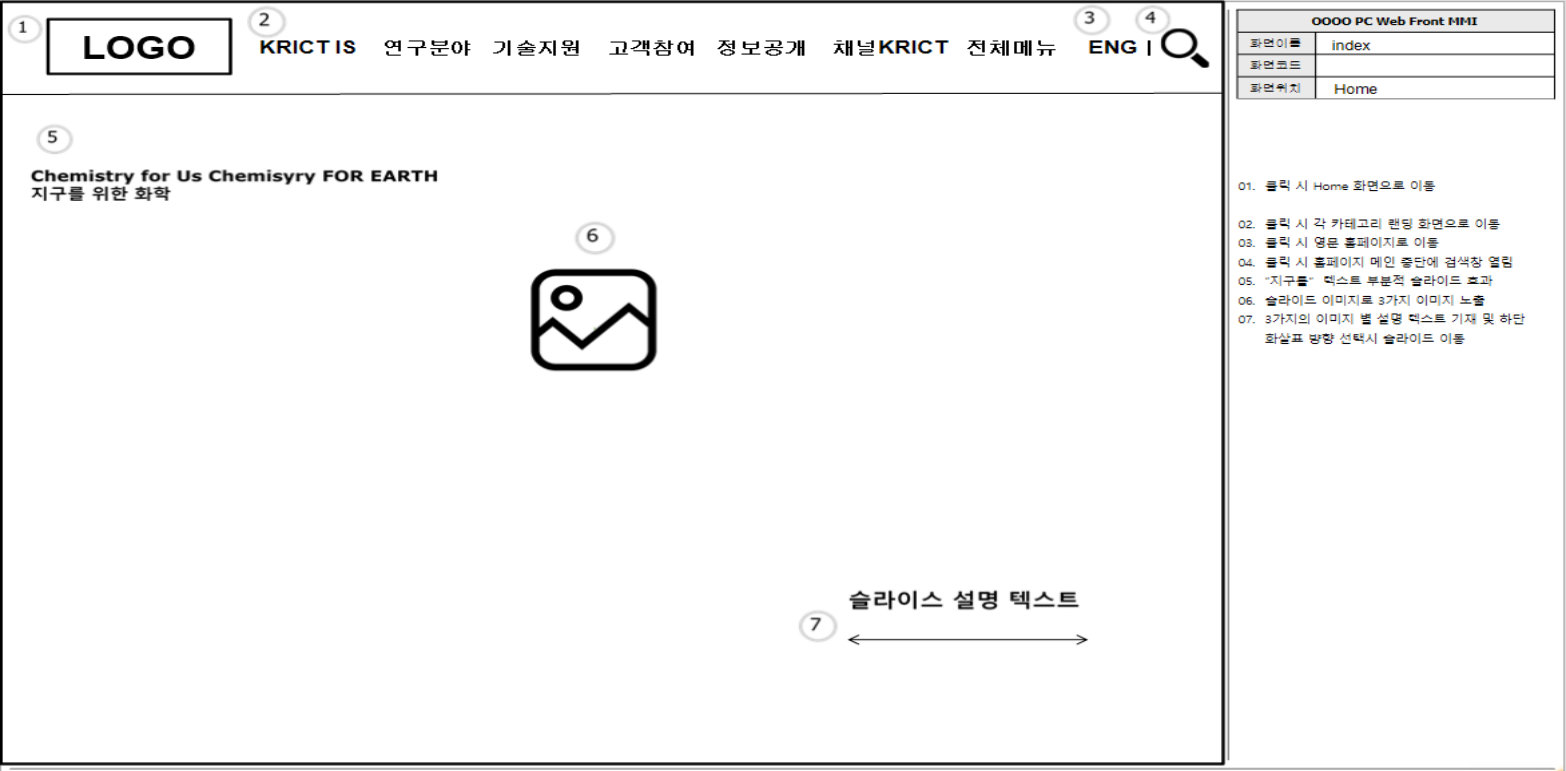 1
2
3
4
LOGO
KRICT IS 연구분야 기술지원 고객참여 정보공개 채널KRICT 전체메뉴 ENG |
5
Chemistry for Us Chemisyry FOR EARTH
지구를 위한 화학
6
슬라이스 설명 텍스트
7
OOOO PC Web Front MMI
화면이름 index
화면코드
화면위치 Home
01. 클릭 시 Home 화면으로 이동
02. 클릭 시 각 카테고리 랜딩 화면으로 이동
03. 클릭 시 영문 홈페이지로 이동
04. 클릭 시 홈페이지 메인 중단에 검색창 열림
05. "지구를" 텍스트 부분적 슬라이드 효과
06. 슬라이드 이미지로 3가지 이미지 노출
07. 3가지의 이미지 별 설명 텍스트 기재 및 하단
화살표 뱡향 선택시 슬라이드 이동